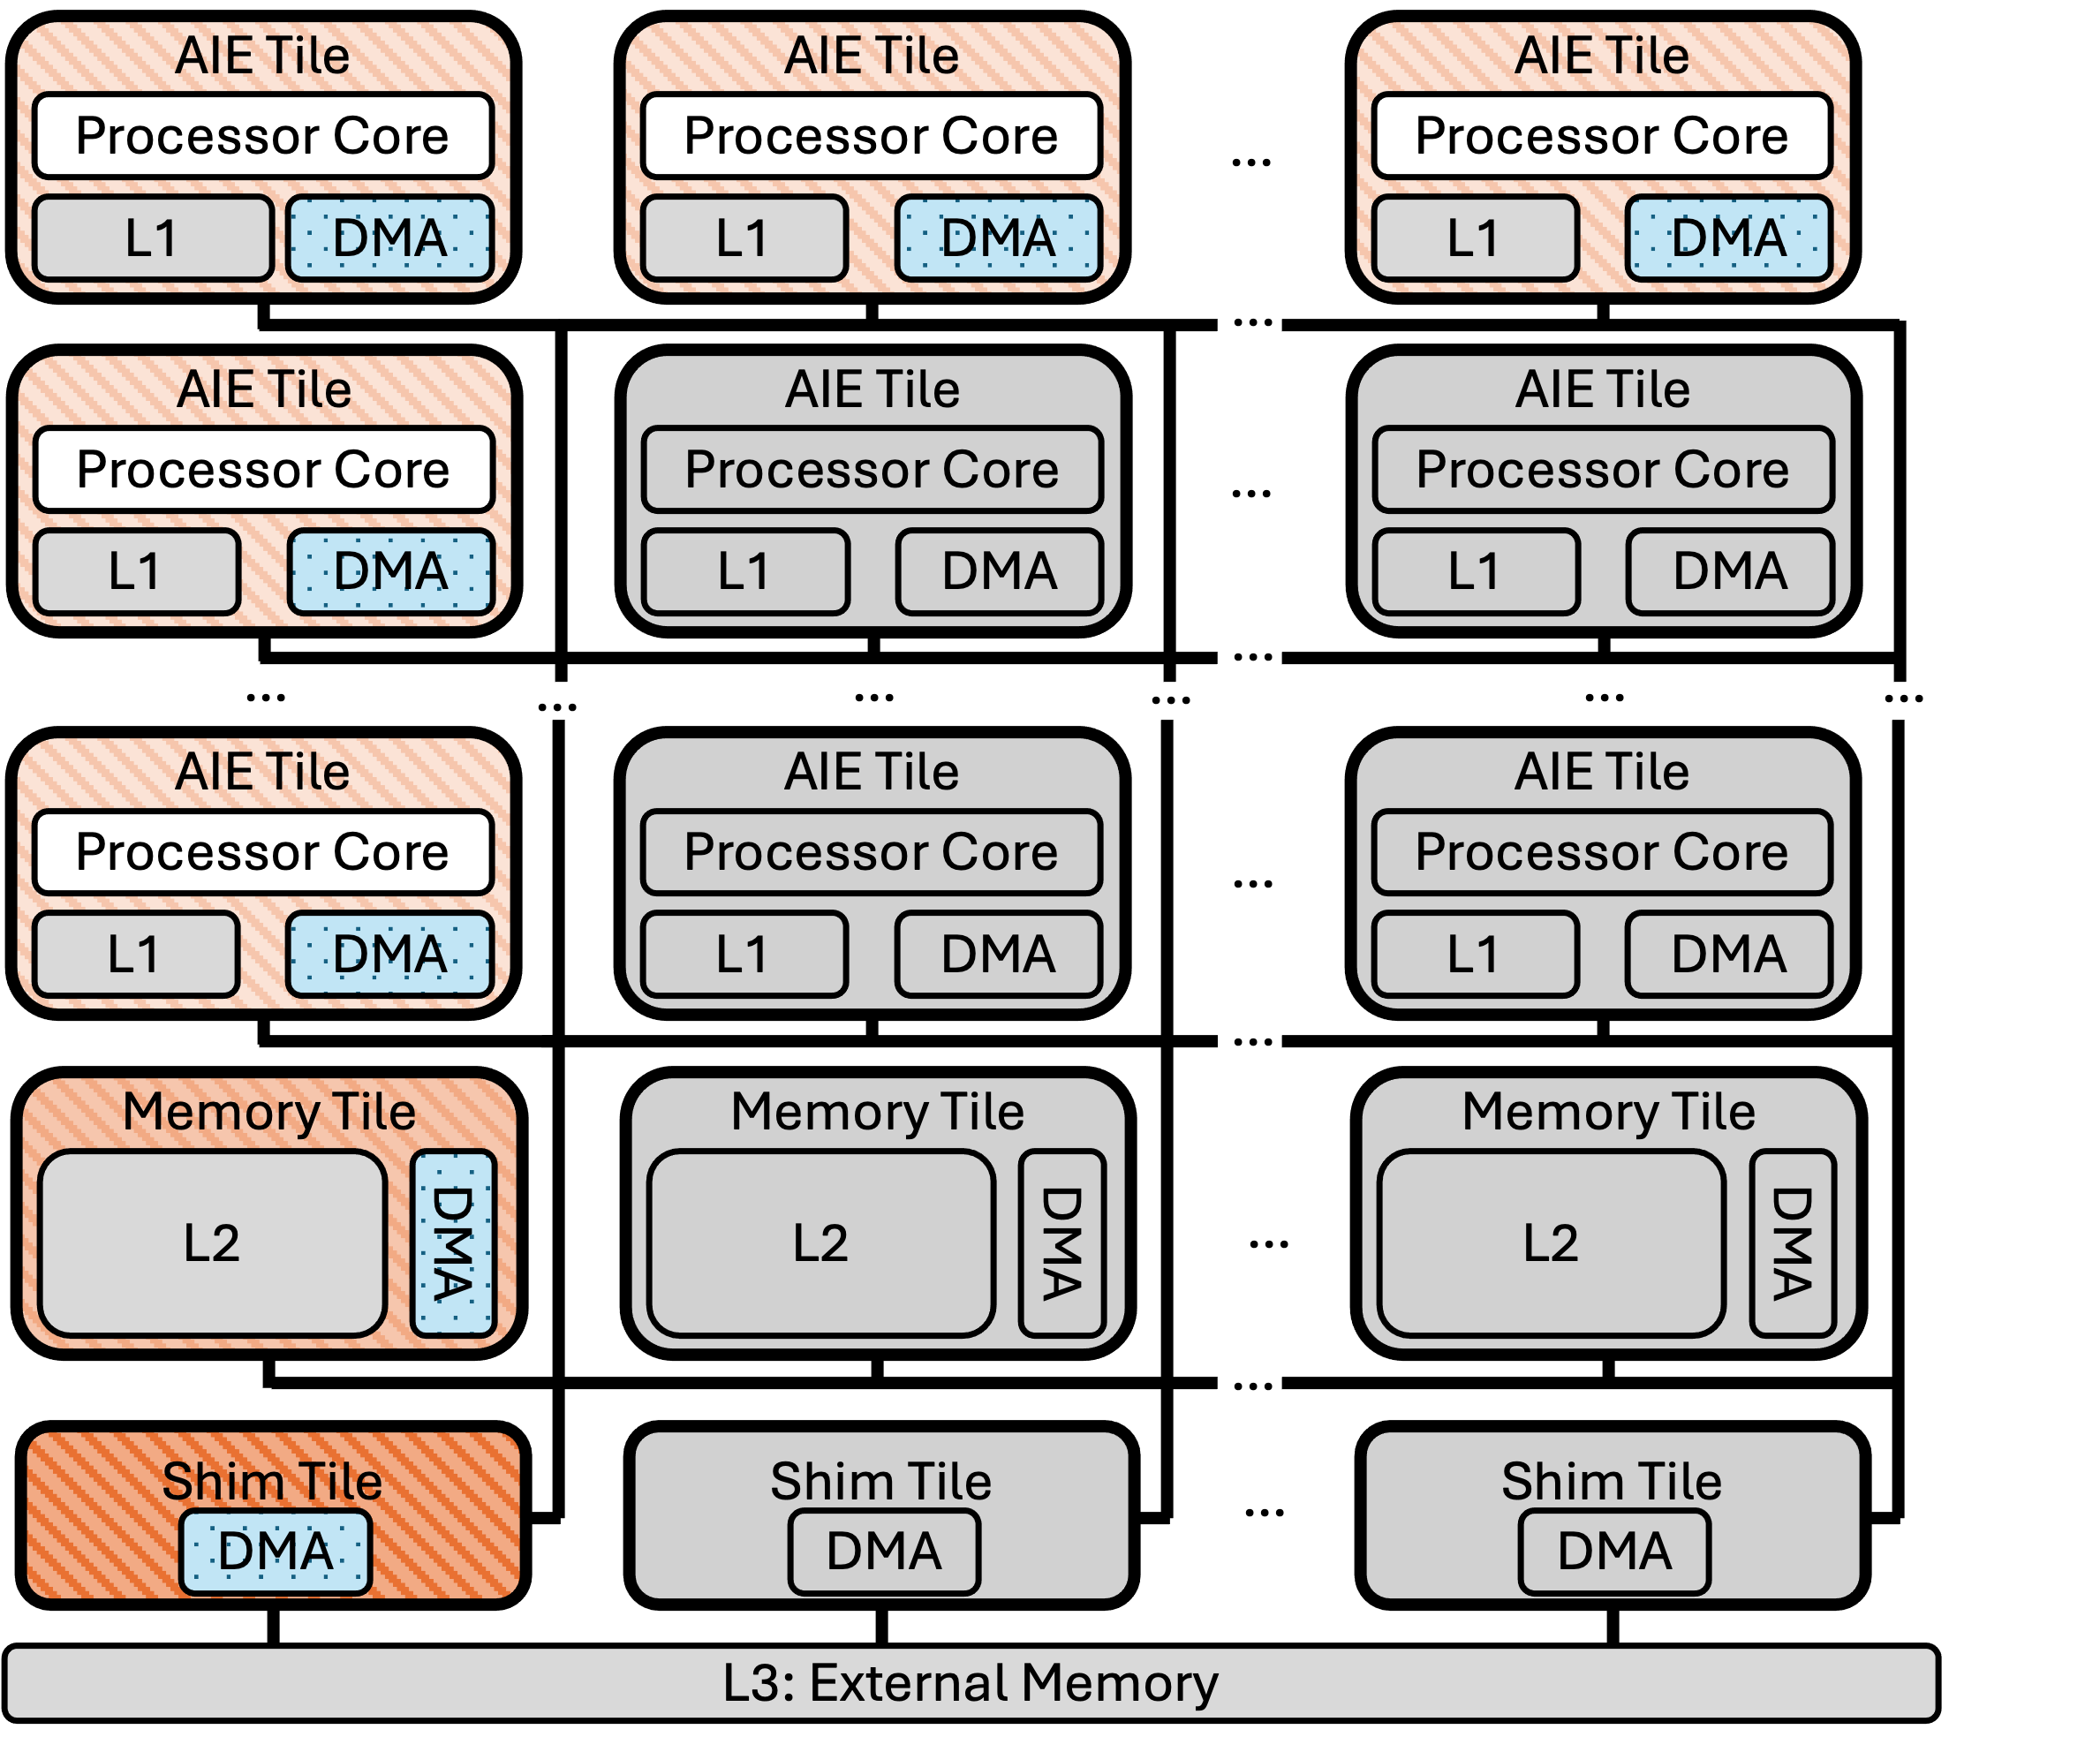 AIE Tile
Processor Core
L1 DMA
AIE Tile
Processor Core
L1 DMA
...
AIE Tile
Processor Core
L1 DMA
...
AIE Tile
Processor Core
L1 DMA
AIE Tile
Processor Core
L1 DMA
...
AIE Tile
Processor Core
L1 DMA
...
... ... ... ... ... ...
AIE Tile
Processor Core
L1 DMA
AIE Tile
Processor Core
L1 DMA
...
AIE Tile
Processor Core
L1 DMA
...
Memory Tile
L2 DMA
Memory Tile
L2 DMA
...
Memory Tile
L2 DMA
...
Shim Tile
DMA
Shim Tile
DMA
...
Shim Tile
DMA
L3: External Memory